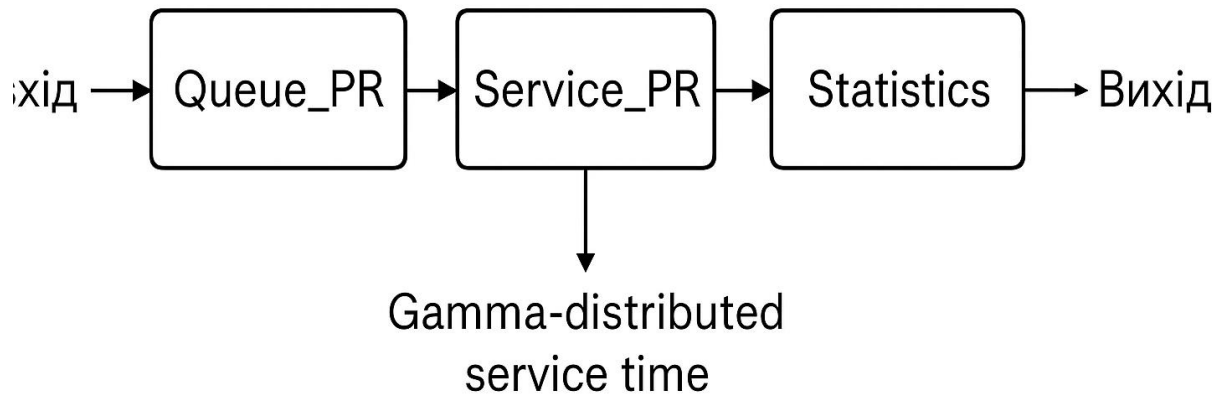 хід Queue_PR Service_PR Statistics Вихід
Gamma-distributed
service time